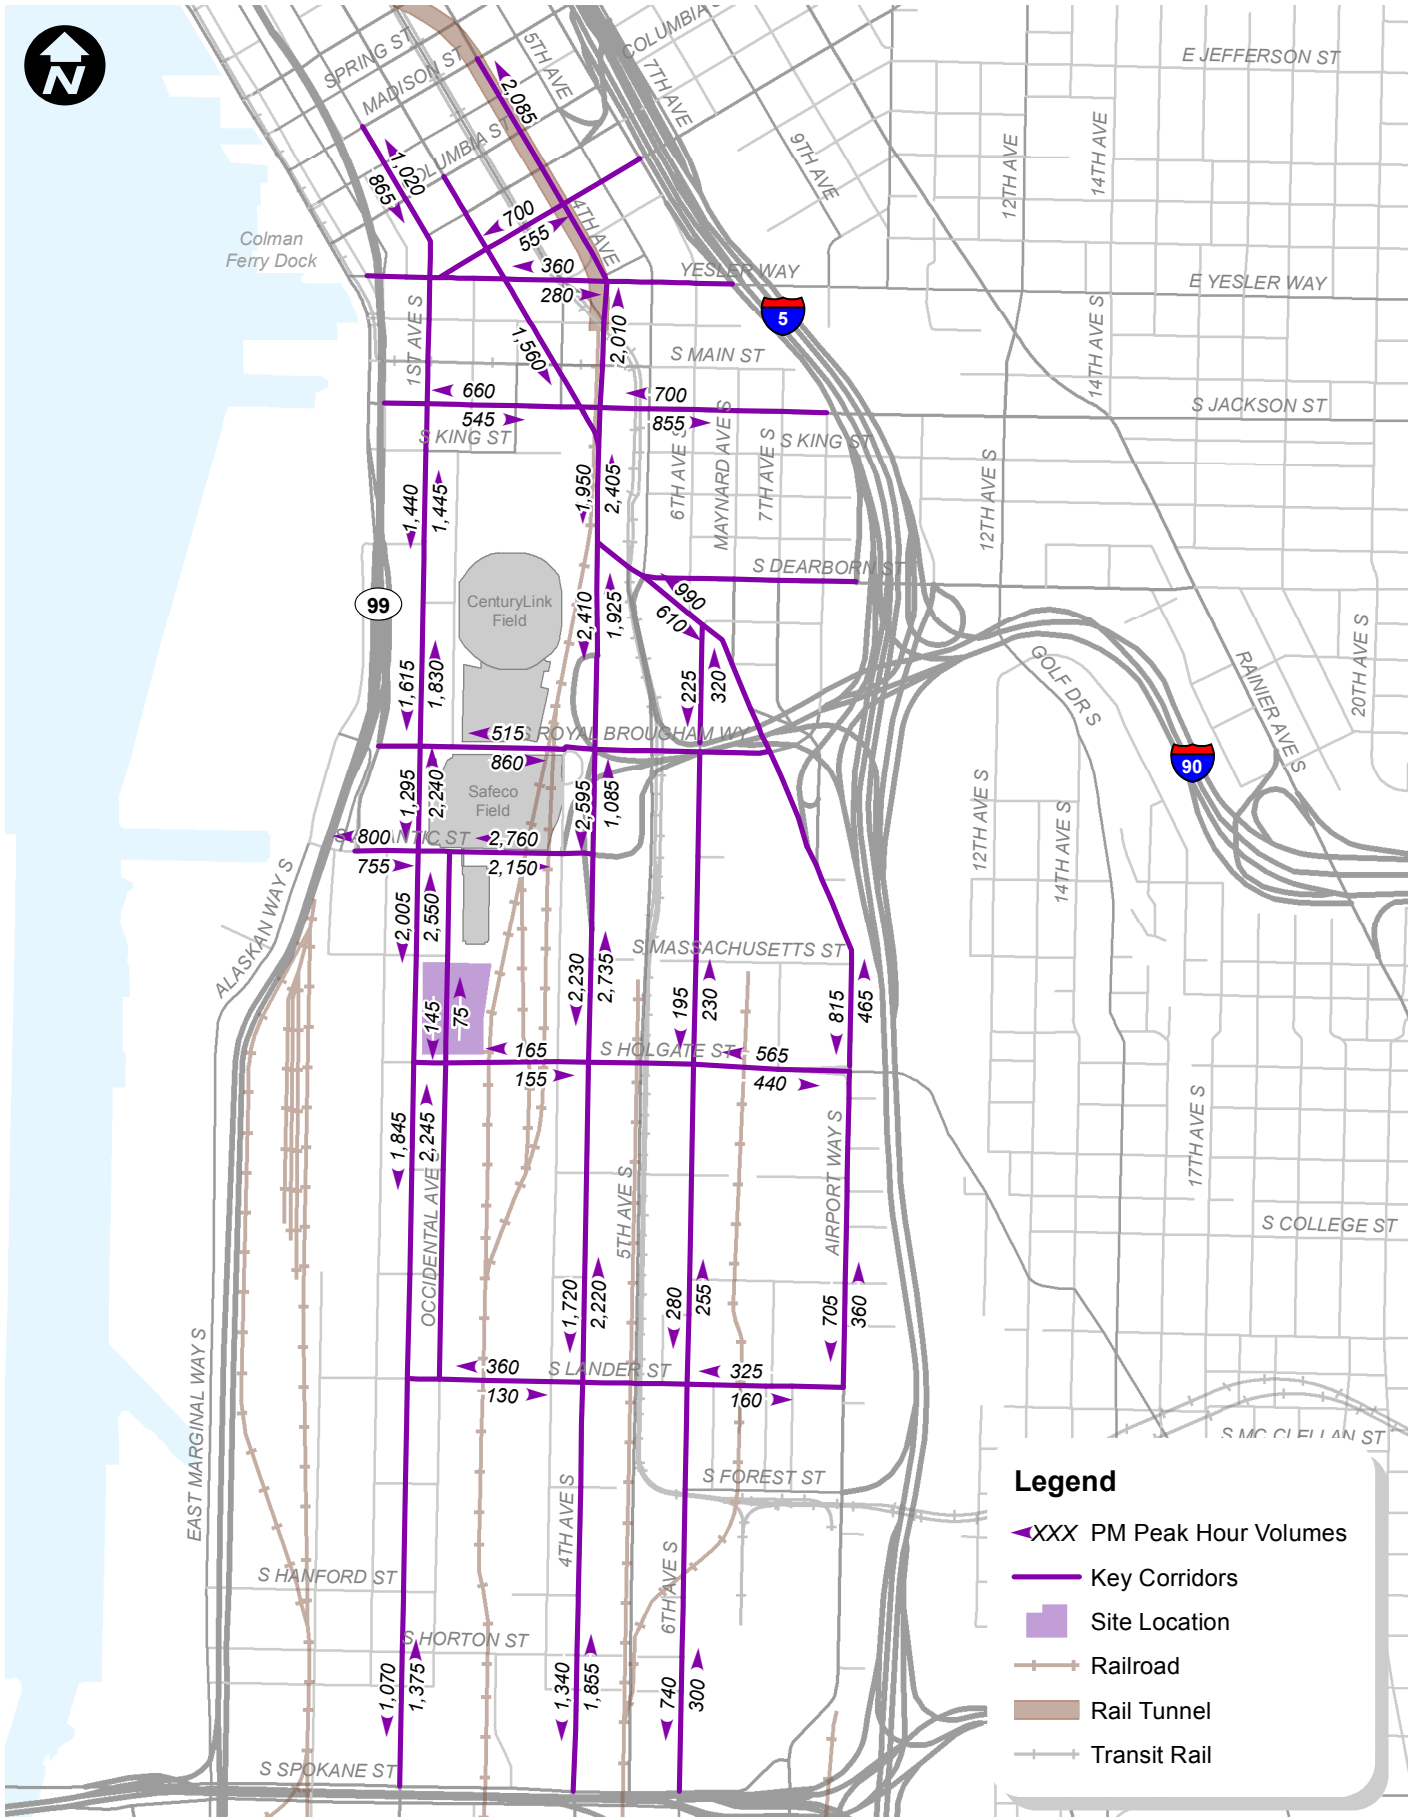 N
SPRING ST
MADISON ST
5TH AVE
COLUMBIA
7TH AVE
E JEFFERSON ST
2,085
14TH AVE
9TH AVE
12TH AVE
OLUMBIA ST
1,020
865
700
555
4TH AVE
Colman
Ferry Dock
360
YESLER WAY
E YESLER WAY
280
5
1ST AVE S
2,010
14TH AVE S
1,560
S MAIN ST
660
700
S JACKSON ST
545
855
S KING ST
S KING ST
6TH AVE S
MAYNARD AVE S
7TH AVE S
12TH AVE S
1,440
1,445
1,950
2,405
S DEARBORN ST
99
CenturyLink
Field
2,410
1,925
990
610
GOLF DR S
RAINIER AVE S
20TH AVE S
1,615
1,830
225
320
515
S ROYAL BROUGHAM WY
860
90
1,295
2,240
Safeco
Field
2,595
1,085
12TH AVE S
14TH AVE S
800
NTIC ST
2,760
755
2,150
ALASKAN WAY S
2,005
2,550
S MASSACHUSETTS ST
2,230
2,735
195
230
815
465
145
75
165
S HOLGATE ST
565
155
440
1,845
2,245
OCCIDENTAL AVE S
5TH AVE S
AIRPORT WAY S
17TH AVE S
S COLLEGE ST
1,720
2,220
280
255
705
360
EAST MARGINAL WAY S
360
S LANDER ST
325
130
160
S MC CLELLAN ST
S FOREST ST
4TH AVE S
6TH AVE S
S HANFORD ST
S HORTON ST
1,070
1,375
1,340
1,855
740
300
S SPOKANE ST
Legend
XXX PM Peak Hour Volumes
Key Corridors
Site Location
Railroad
Rail Tunnel
Transit Rail